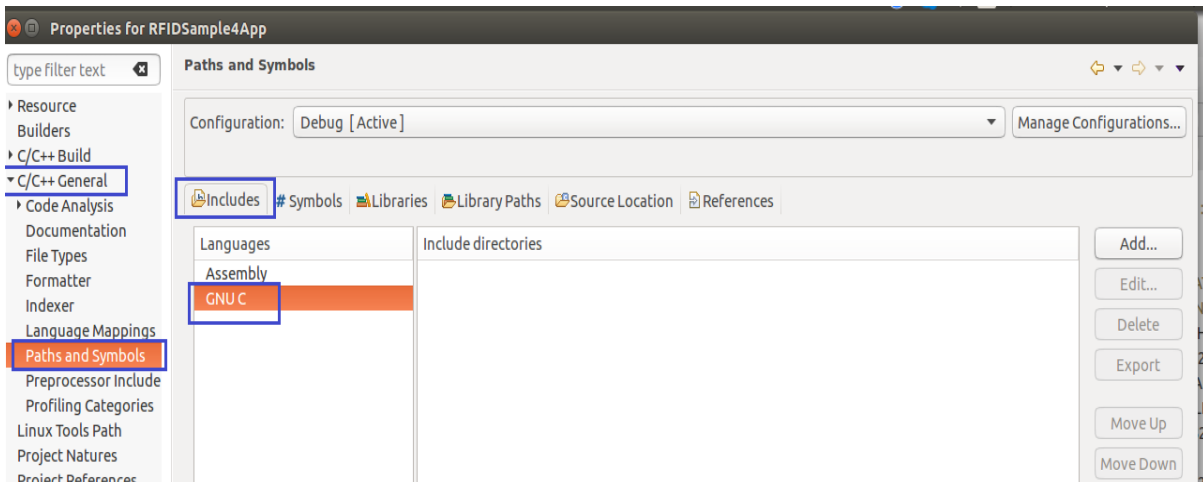 Properties for RFIDSample4App
type filter text
Paths and Symbols
Resource
Builders
C/C++ Build
C/C++ General
Code Analysis
Documentation
File Types
Formatter
Indexer
Language Mappings
Paths and Symbols
Preprocessor Include
Profiling Categories
Linux Tools Path
Project Natures
Project References
Configuration: Debug [Active]
Manage Configurations...
Includes # Symbols Libraries Library Paths Source Location References
Languages
Include directories
Assembly
GNU C
Add...
Edit...
Delete
Export
Move Up
Move Down